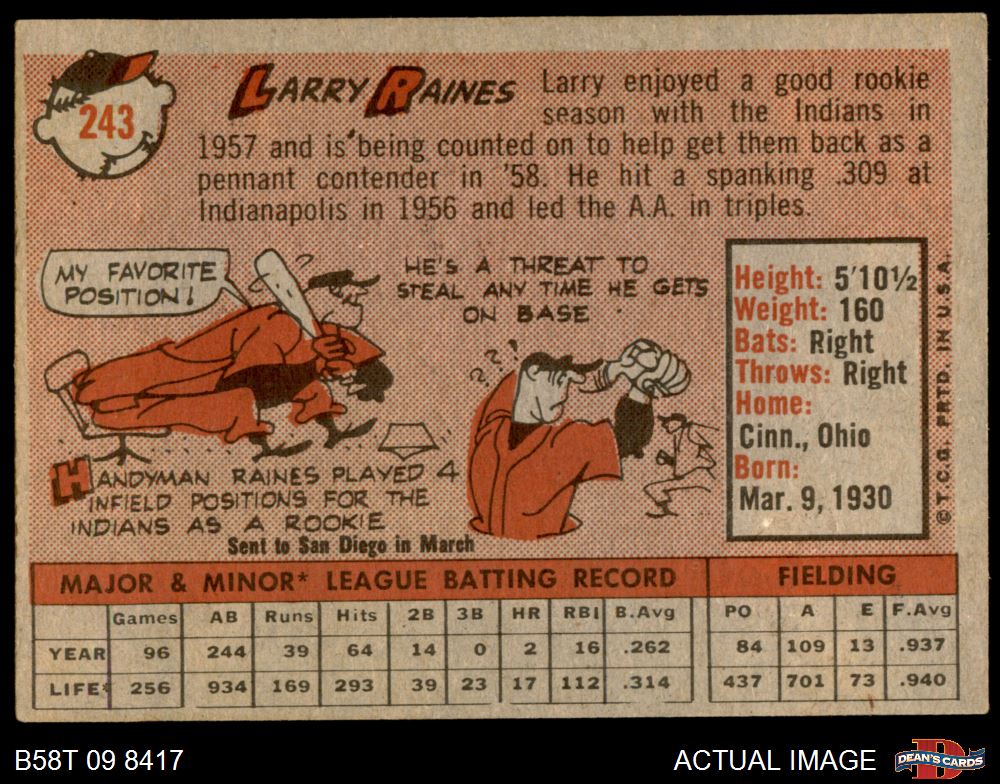 243
LARRY RAINES
Larry enjoyed a good rookie
season with the Indians in
1957 and is being counted on to help get them back as a
pennant contender in '58. He hit a spanking .309 at
Indianapolis in 1956 and led the A.A. in triples.
MY FAVORITE
POSITION!
HE'S A THREAT TO
STEAL ANY TIME HE GETS
ON BASE
? ? !
HANDYMAN RAINES PLAYED 4
INFIELD POSITIONS FOR THE
INDIANS AS A ROOKIE
Sent to San Diego in March
Height: 5'10½
Weight: 160
Bats: Right
Throws: Right
Home:
Cinn., Ohio
Born:
Mar. 9, 1930
© T.C.G. PRTD. IN U.S.A.
MAJOR & MINOR* LEAGUE BATTING RECORD FIELDING
Games AB Runs Hits 2B 3B HR RBI B.Avg PO A E F.Avg
YEAR 96 244 39 64 14 0 2 16 .262 84 109 13 .937
LIFE* 256 934 169 293 39 23 17 112 .314 437 701 73 .940
B58T 09 8417 ACTUAL IMAGE D DEAN'S CARDS